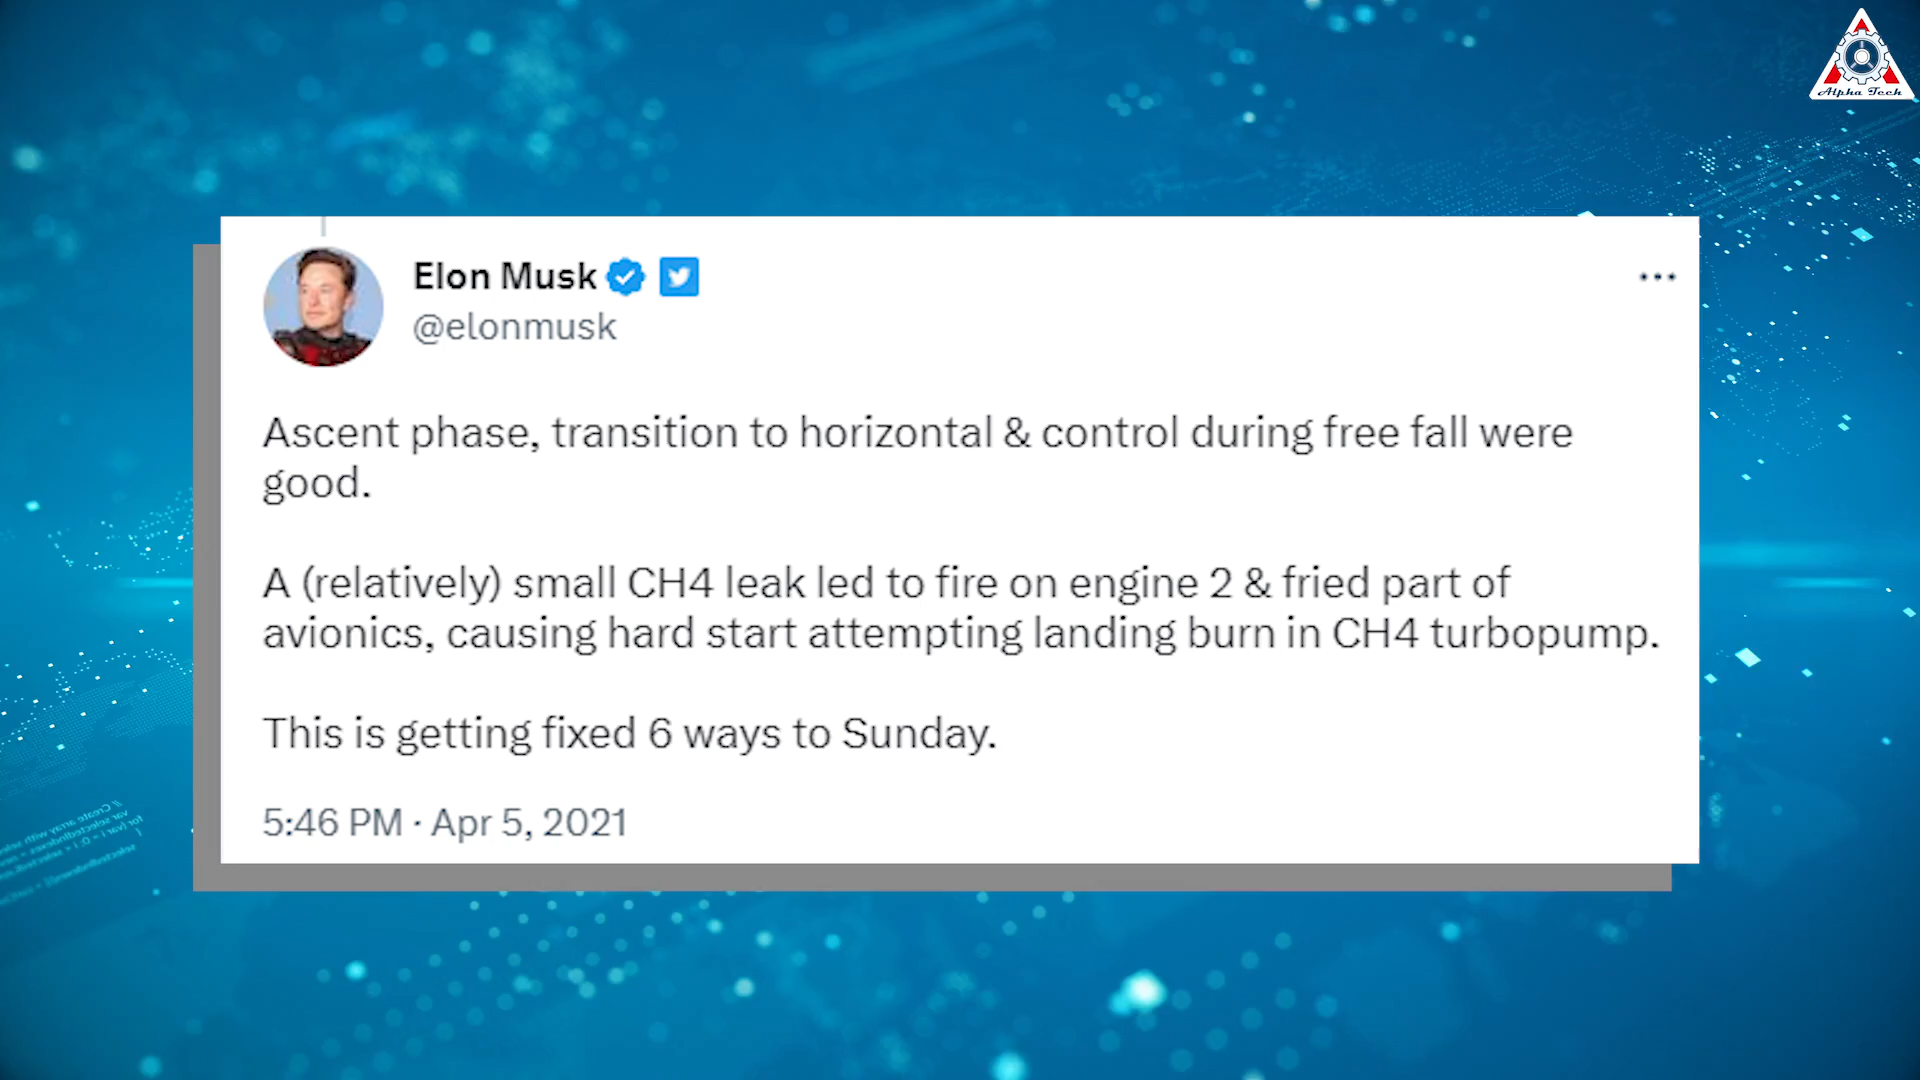 Alpha Tech
Elon Musk
@elonmusk
Ascent phase, transition to horizontal & control during free fall were
good.
A (relatively) small CH4 leak led to fire on engine 2 & fried part of
avionics, causing hard start attempting landing burn in CH4 turbopump.
This is getting fixed 6 ways to Sunday.
5:46 PM · Apr 5, 2021